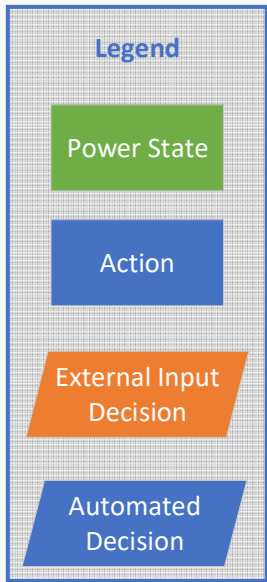 Legend
Power State
Action
External Input
Decision
Automated
Decision